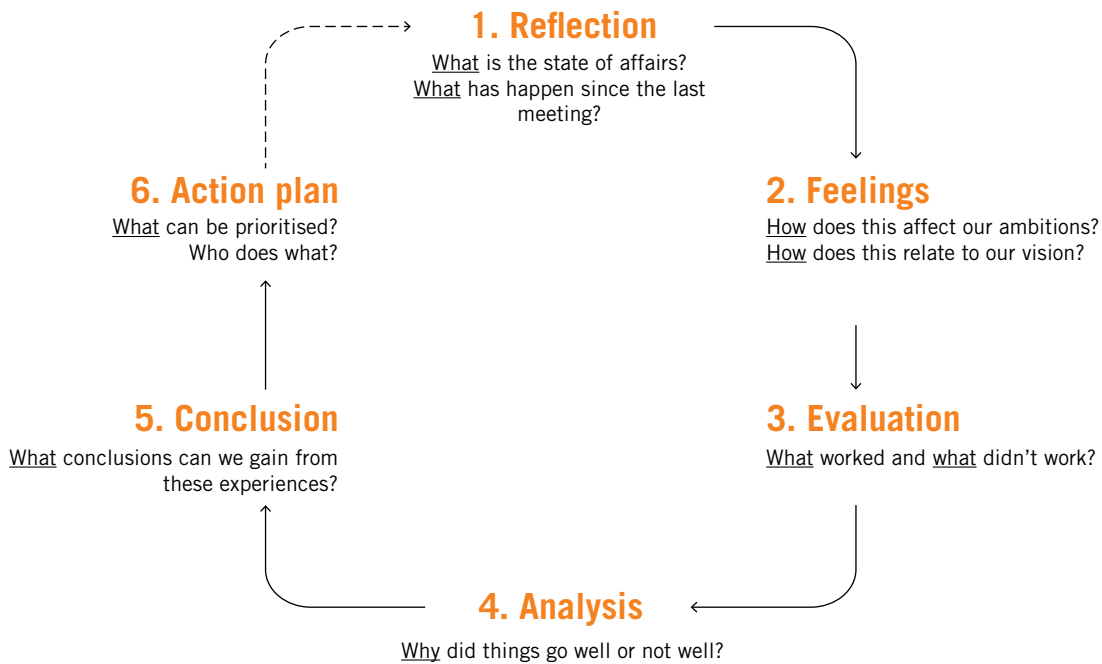 1. Reflection
What is the state of affairs?
What has happen since the last
meeting?
2. Feelings
How does this affect our ambitions?
How does this relate to our vision?
3. Evaluation
What worked and what didn’t work?
4. Analysis
Why did things go well or not well?
5. Conclusion
What conclusions can we gain from
these experiences?
6. Action plan
What can be prioritised?
Who does what?